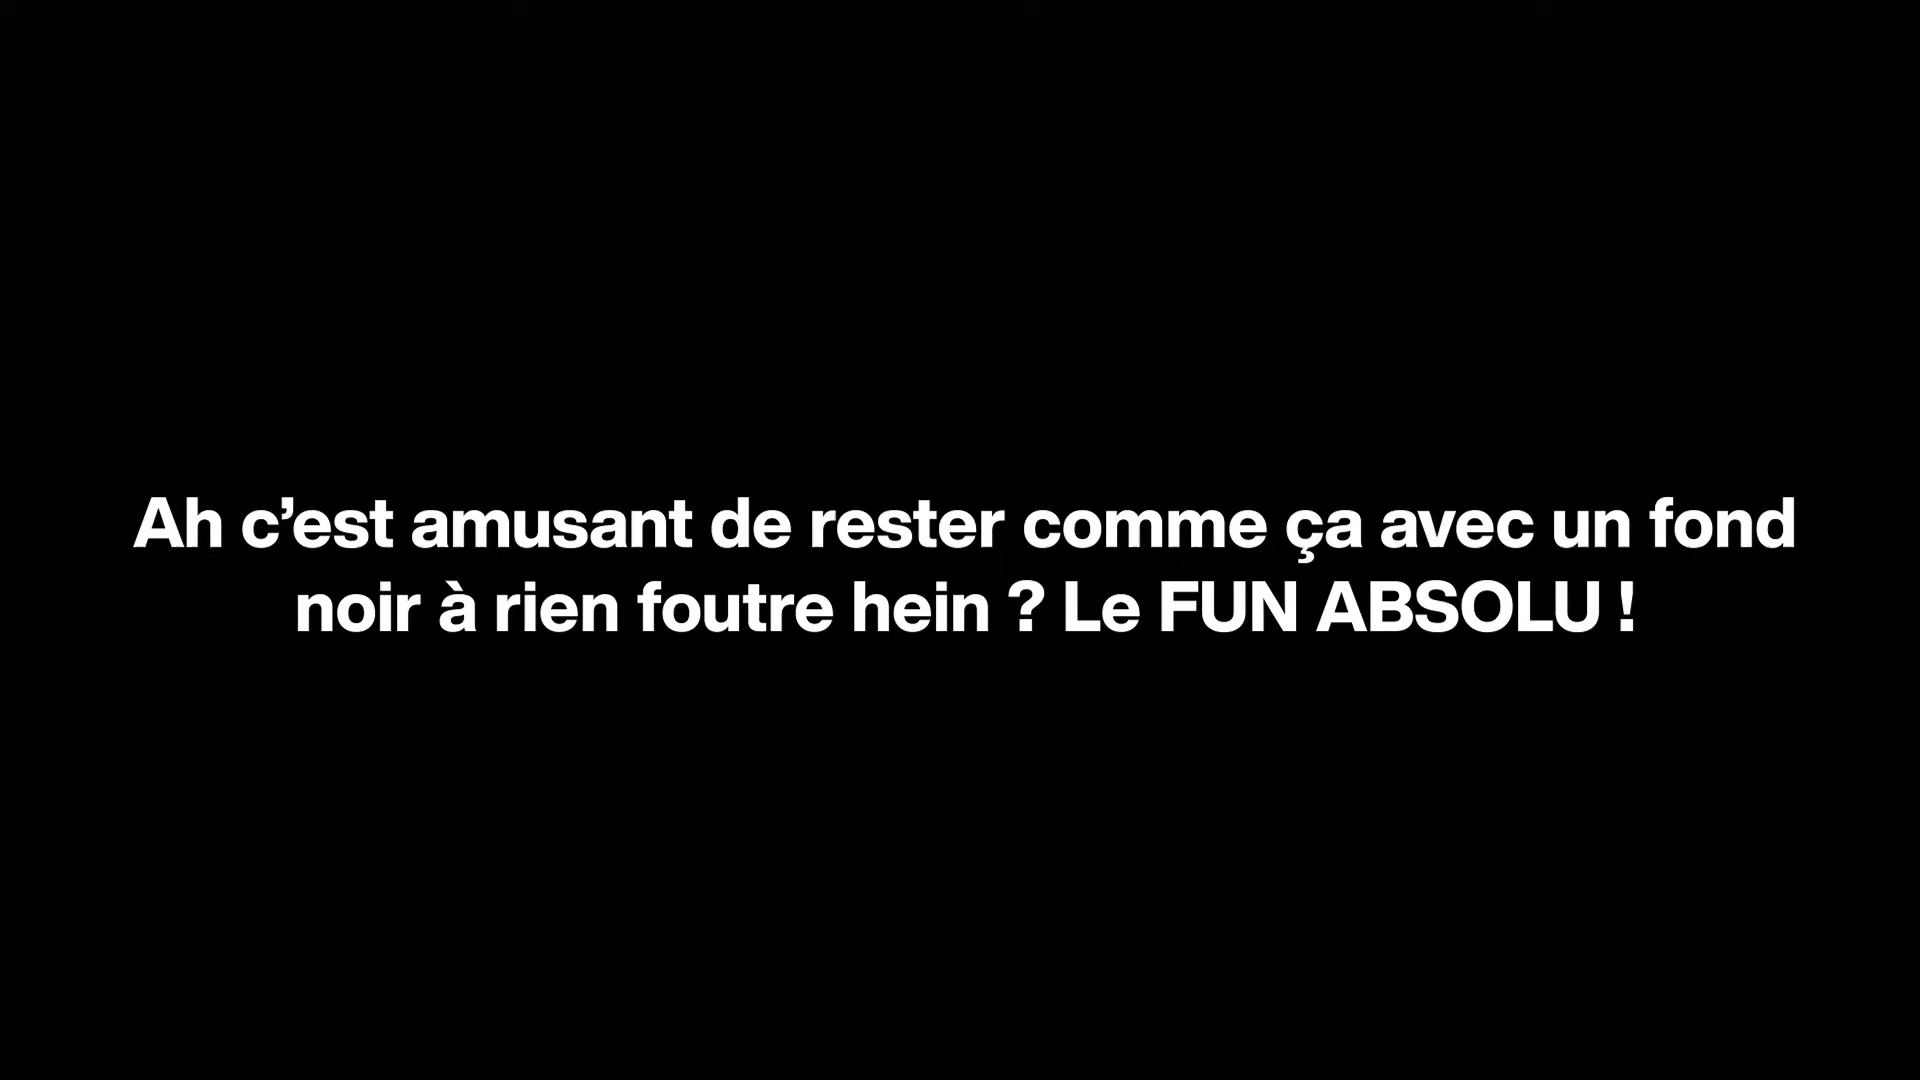 Ah c’est amusant de rester comme ça avec un fond
noir à rien foutre hein ? Le FUN ABSOLU !